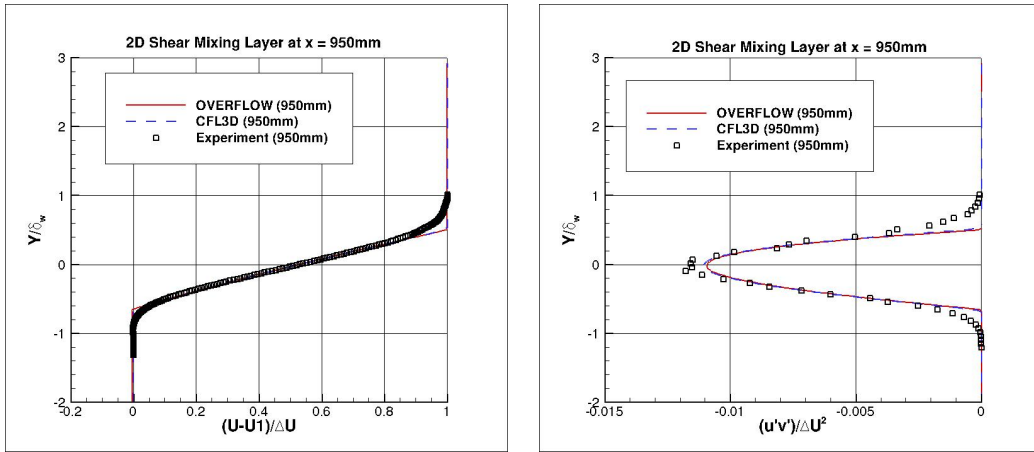 2D Shear Mixing Layer at x = 950mm
3
OVERFLOW (950mm)
CFL3D (950mm)
Experiment (950mm)
2
1
Y/δw
0
-1
-2
-0.2 0 0.2 0.4 0.6 0.8 1
(U-U1)/ΔU
2D Shear Mixing Layer at x = 950mm
3
OVERFLOW (950mm)
CFL3D (950mm)
Experiment (950mm)
2
1
Y/δw
0
-1
-2
-0.015 -0.01 -0.005 0
(u'v')/ΔU²